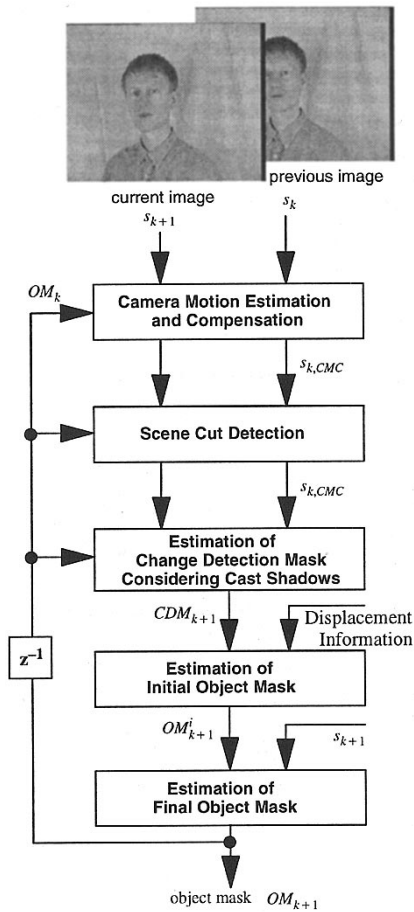 previous image
current image
s_{k+1}
s_k
OM_k
Camera Motion Estimation
and Compensation
s_{k,CMC}
Scene Cut Detection
s_{k,CMC}
Estimation of
Change Detection Mask
Considering Cast Shadows
CDM_{k+1}
Displacement
Information
z^{-1}
Estimation of
Initial Object Mask
OM^i_{k+1}
s_{k+1}
Estimation of
Final Object Mask
object mask OM_{k+1}